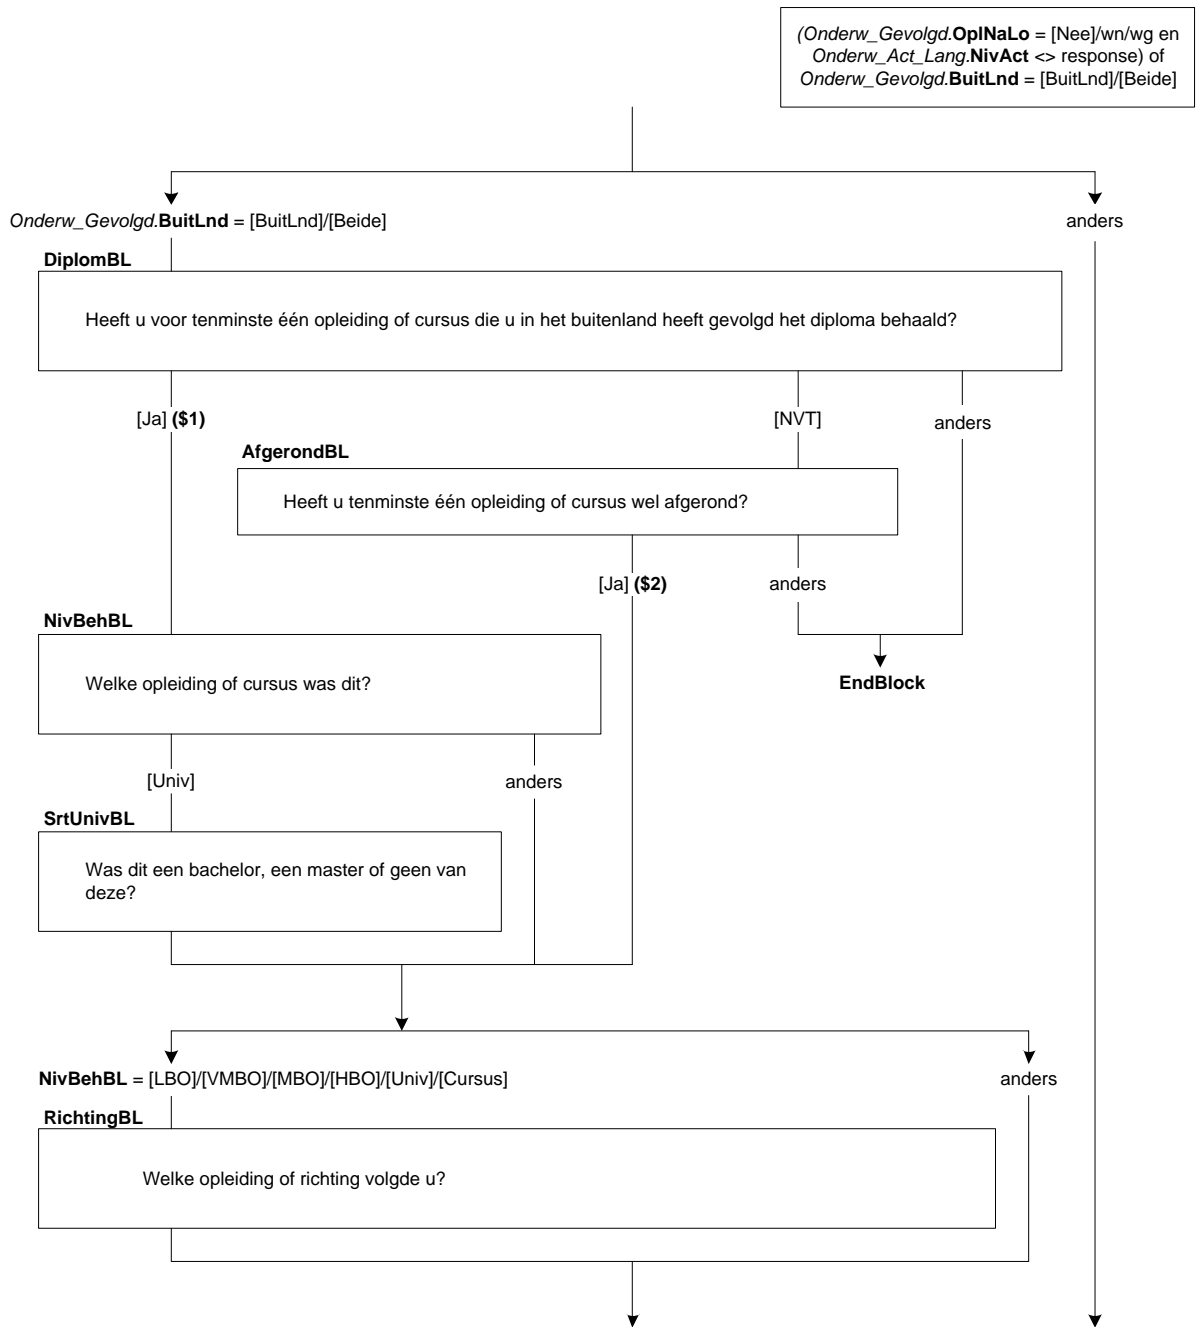 (Onderw_Gevolgd.OplNaLo = [Nee]/wn/wg en
Onderw_Act_Lang.NivAct <> response) of
Onderw_Gevolgd.BuitLnd = [BuitLnd]/[Beide]
Onderw_Gevolgd.BuitLnd = [BuitLnd]/[Beide]
anders
DiplomBL
Heeft u voor tenminste één opleiding of cursus die u in het buitenland heeft gevolgd het diploma behaald?
[Ja] ($1)
[NVT]
anders
AfgerondBL
Heeft u tenminste één opleiding of cursus wel afgerond?
[Ja] ($2)
anders
NivBehBL
Welke opleiding of cursus was dit?
EndBlock
[Univ]
anders
SrtUnivBL
Was dit een bachelor, een master of geen van
deze?
NivBehBL = [LBO]/[VMBO]/[MBO]/[HBO]/[Univ]/[Cursus]
anders
RichtingBL
Welke opleiding of richting volgde u?